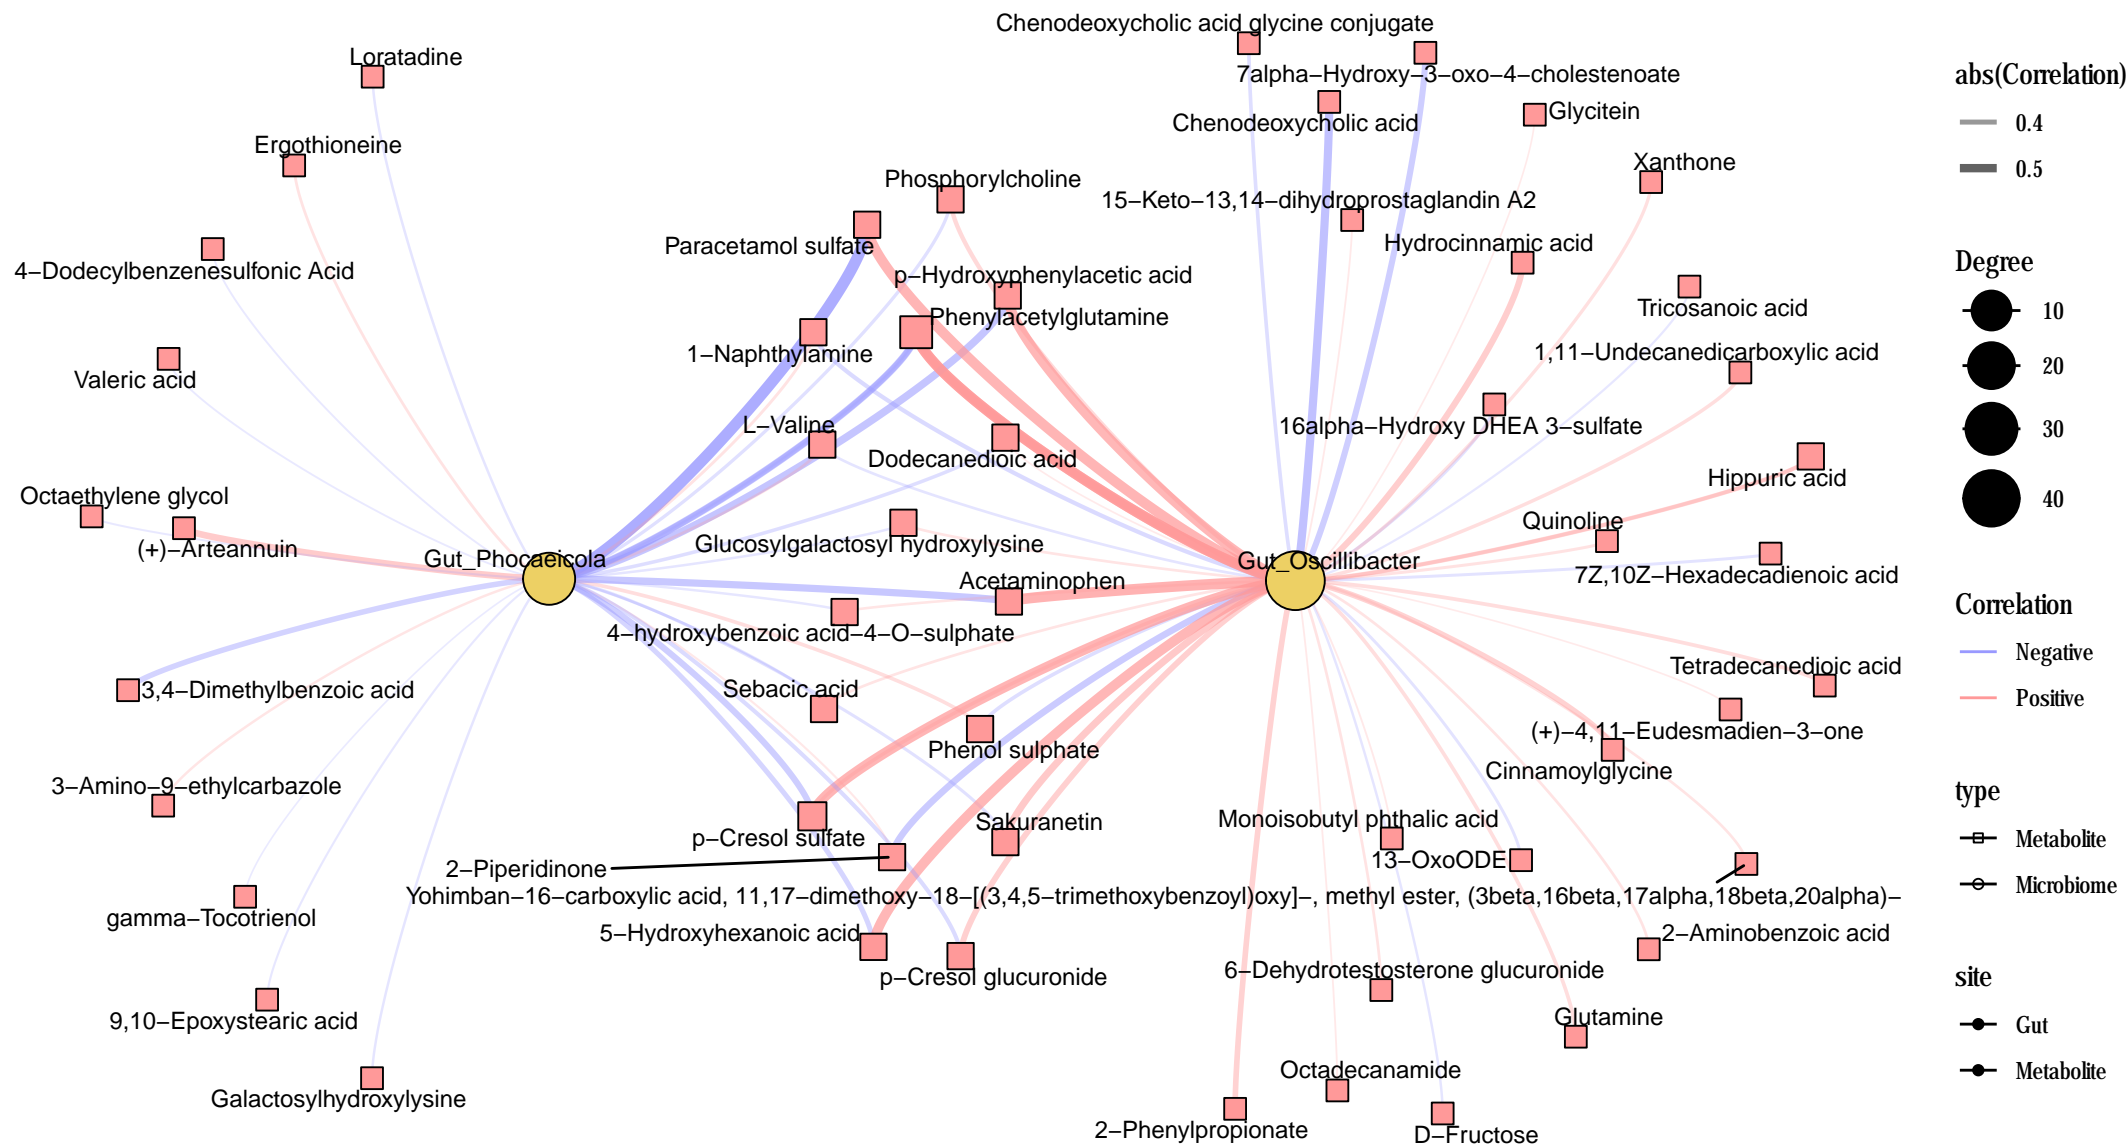 Chenodeoxycholic acid glycine conjugate
Loratadine
7alpha−Hydroxy−3−oxo−4−cholestenoate
Glycitein
Chenodeoxycholic acid
Ergothioneine
Xanthone
Phosphorylcholine
15−Keto−13,14−dihydroprostaglandin A2
Paracetamol sulfate
Hydrocinnamic acid
4−Dodecylbenzenesulfonic Acid
p−Hydroxyphenylacetic acid
Tricosanoic acid
Phenylacetylglutamine
1−Naphthylamine
1,11−Undecanedicarboxylic acid
Valeric acid
L−Valine
16alpha−Hydroxy DHEA 3−sulfate
Dodecanedioic acid
Hippuric acid
Octaethylene glycol
Quinoline
(+)−Arteannuin
Glucosylgalactosyl hydroxylysine
Gut_Phocaeicola
Gut_Oscillibacter
7Z,10Z−Hexadecadienoic acid
Acetaminophen
4−hydroxybenzoic acid−4−O−sulphate
Tetradecanedioic acid
3,4−Dimethylbenzoic acid
Sebacic acid
(+)−4,11−Eudesmadien−3−one
Phenol sulphate
Cinnamoylglycine
3−Amino−9−ethylcarbazole
Monoisobutyl phthalic acid
Sakuranetin
p−Cresol sulfate
13−OxoODE
2−Piperidinone
Yohimban−16−carboxylic acid, 11,17−dimethoxy−18−[(3,4,5−trimethoxybenzoyl)oxy]−, methyl ester, (3beta,16beta,17alpha,18beta,20alpha)−
gamma−Tocotrienol
5−Hydroxyhexanoic acid
2−Aminobenzoic acid
p−Cresol glucuronide
6−Dehydrotestosterone glucuronide
9,10−Epoxystearic acid
Glutamine
Octadecanamide
Galactosylhydroxylysine
2−Phenylpropionate
D−Fructose
abs(Correlation)
0.4
0.5
Degree
10
20
30
40
Correlation
Negative
Positive
type
Metabolite
Microbiome
site
Gut
Metabolite